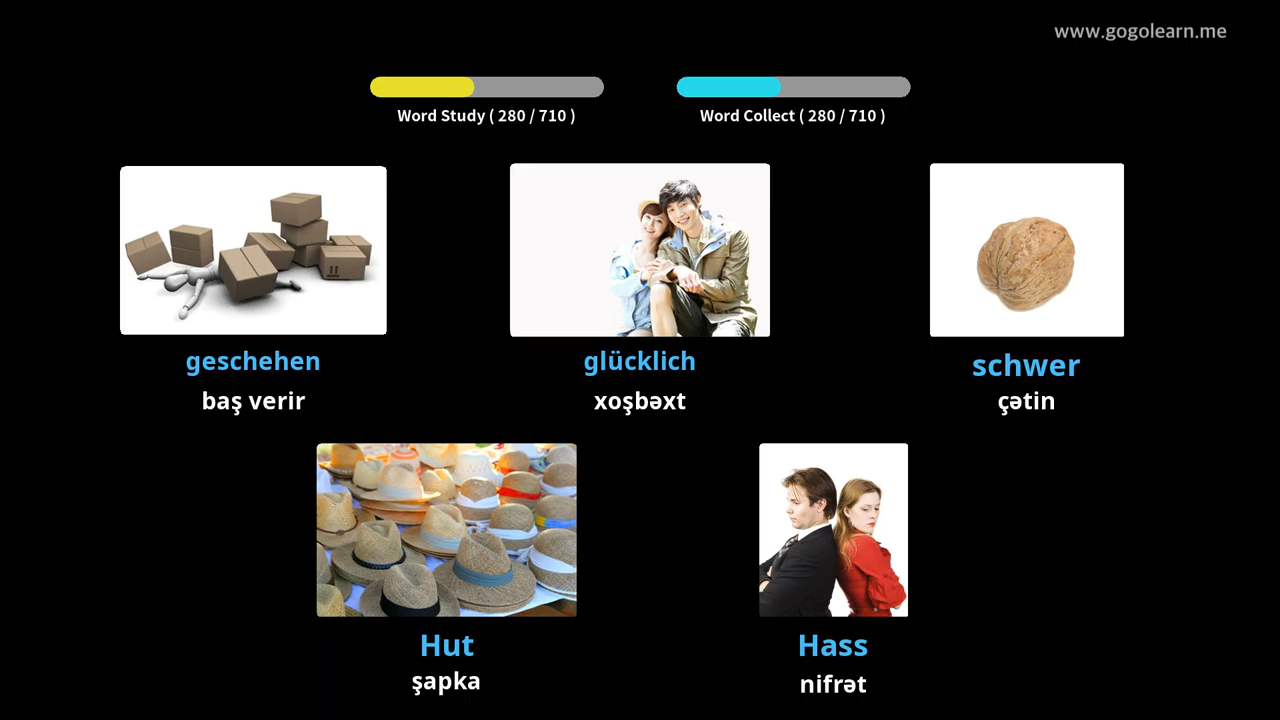 www.gogolearn.me
Word Study ( 280 / 710 )
Word Collect ( 280 / 710 )
geschehen
baş verir
glücklich
xoşbəxt
schwer
çətin
Hut
şapka
Hass
nifrət